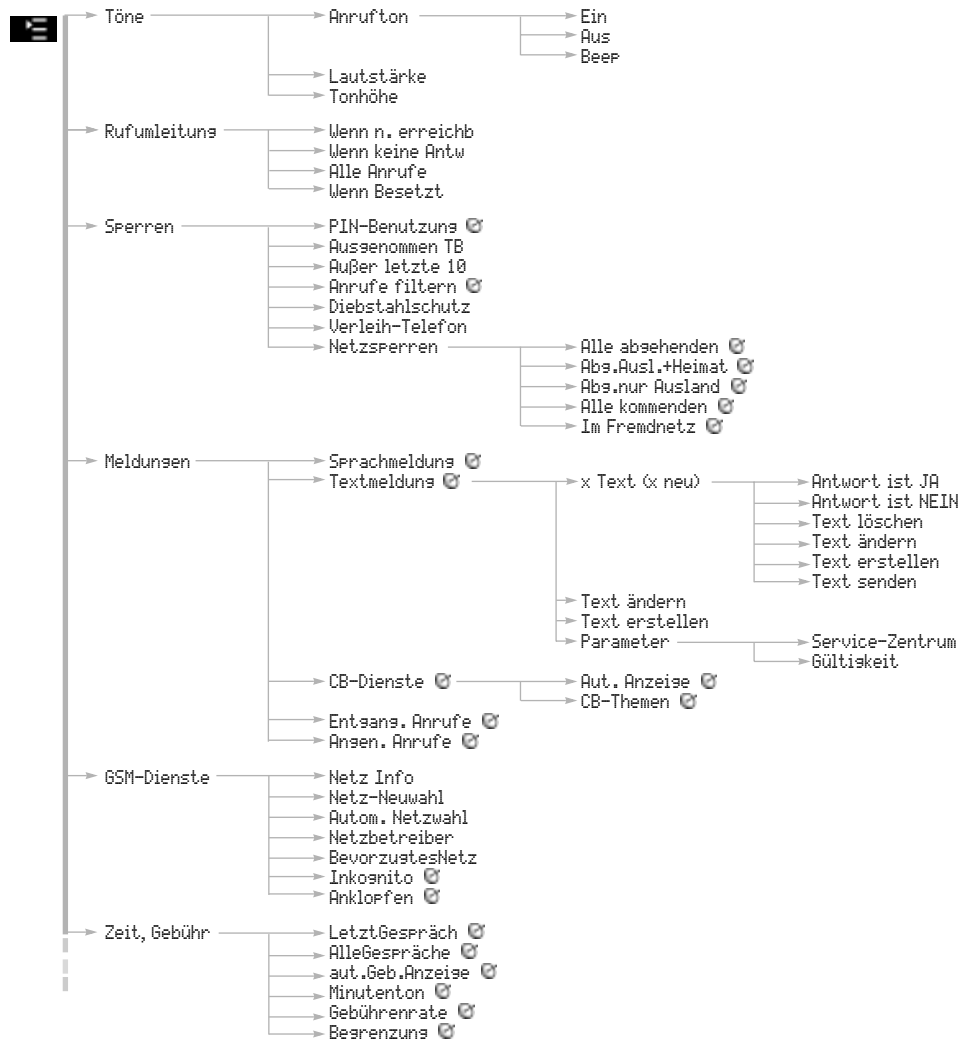 Töne
Anrufton
Ein
Aus
Beep
Lautstärke
Tonhöhe
Rufumleitung
Wenn n. erreichb
Wenn keine Antw
Alle Anrufe
Wenn Besetzt
Sperren
PIN-Benutzung
Ausgenommen TB
Außer letzte 10
Anrufe filtern
Diebstahlschutz
Verleih-Telefon
Netzsperren
Alle abgehenden
Abg.Ausl.+Heimat
Abg.nur Ausland
Alle kommenden
Im Fremdnetz
Meldungen
Sprachmeldung
Textmeldung
x Text (x neu)
Antwort ist JA
Antwort ist NEIN
Text löschen
Text ändern
Text erstellen
Text senden
Text ändern
Text erstellen
Parameter
Service-Zentrum
Gültigkeit
CB-Dienste
Aut. Anzeige
CB-Themen
Entgang. Anrufe
Angen. Anrufe
GSM-Dienste
Netz Info
Netz-Neuwahl
Autom. Netzwahl
Netzbetreiber
BevorzugtesNetz
Inkognito
Anklopfen
Zeit, Gebühr
LetztGespräch
AlleGespräche
aut.Geb.Anzeige
Minutenton
Gebührenrate
Begrenzung